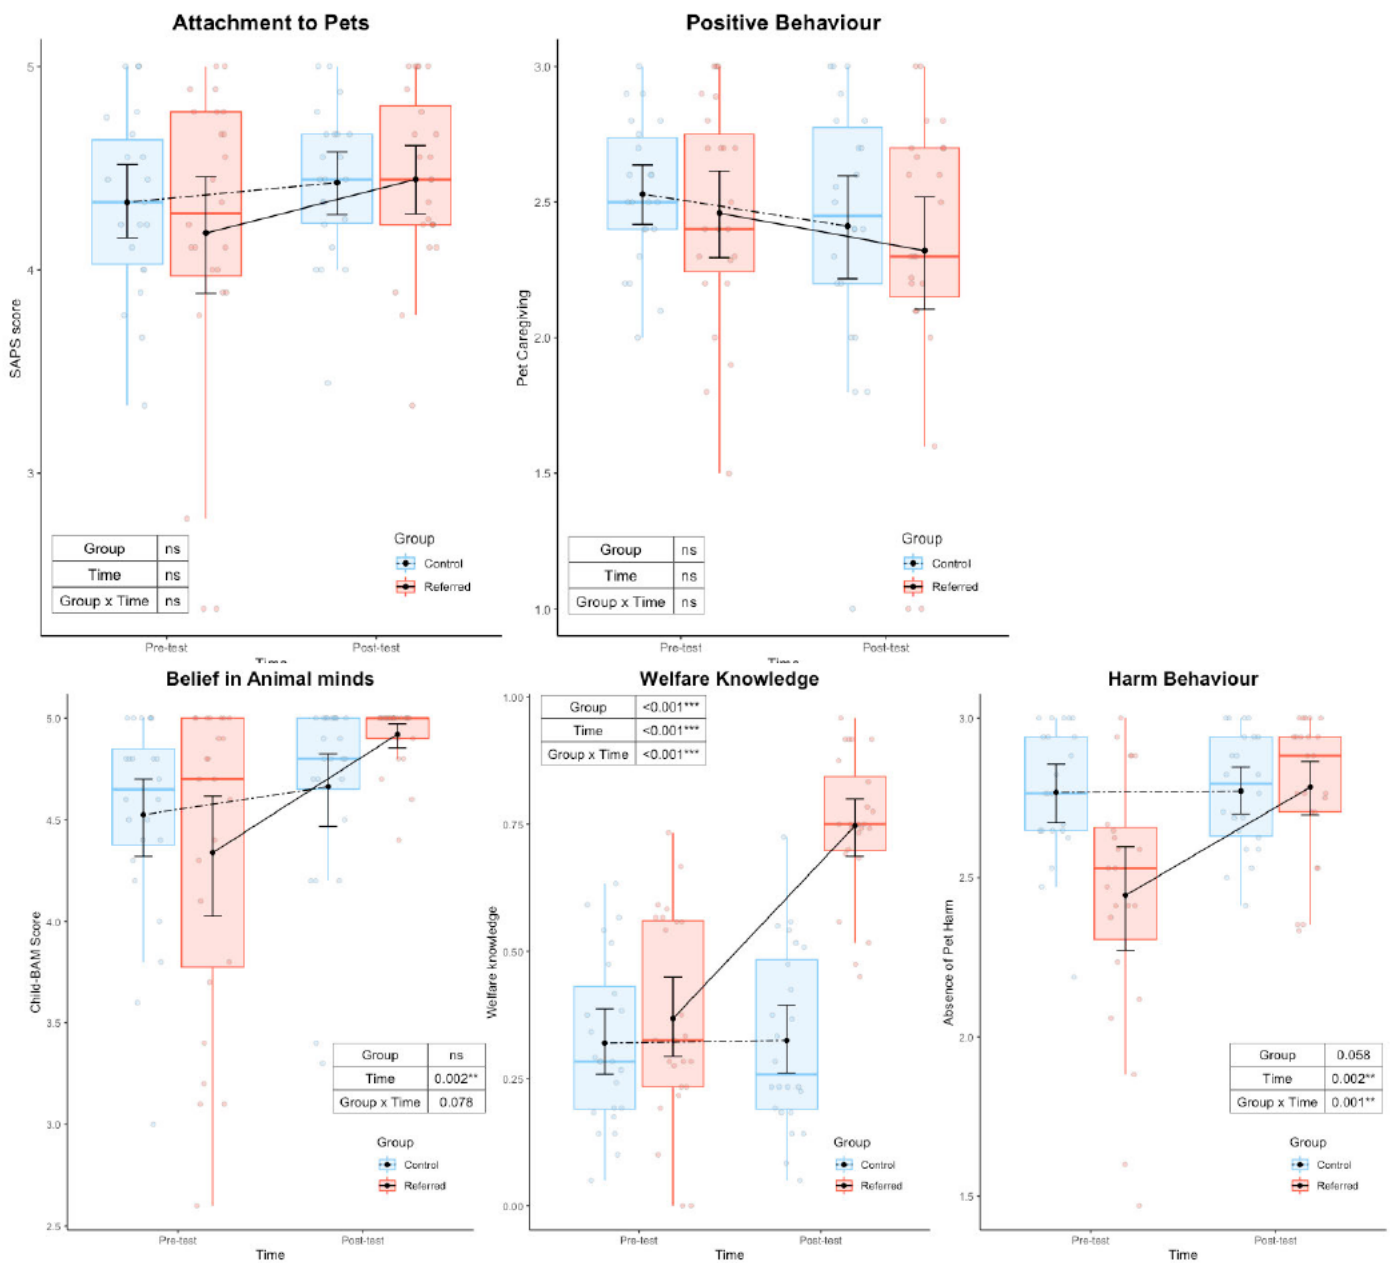 Attachment to Pets
5
4
3
SAPS score
Group ns
Time ns
Group x Time ns
Group
Control
Referred
Pre-test Post-test
Time
Positive Behaviour
3.0
2.5
2.0
1.5
1.0
Pet Caregiving
Group ns
Time ns
Group x Time ns
Group
Control
Referred
Pre-test Post-test
Time
Belief in Animal minds
5.0
4.5
4.0
3.5
3.0
2.5
Child-BAM Score
Group ns
Time 0.002**
Group x Time 0.078
Group
Control
Referred
Pre-test Post-test
Time
Welfare Knowledge
1.00
0.75
0.50
0.25
0.00
Welfare knowledge
Group <0.001***
Time <0.001***
Group x Time <0.001***
Group
Control
Referred
Pre-test Post-test
Time
Harm Behaviour
3.0
2.5
2.0
1.5
Absence of Pet Harm
Group 0.058
Time 0.002**
Group x Time 0.001**
Group
Control
Referred
Pre-test Post-test
Time